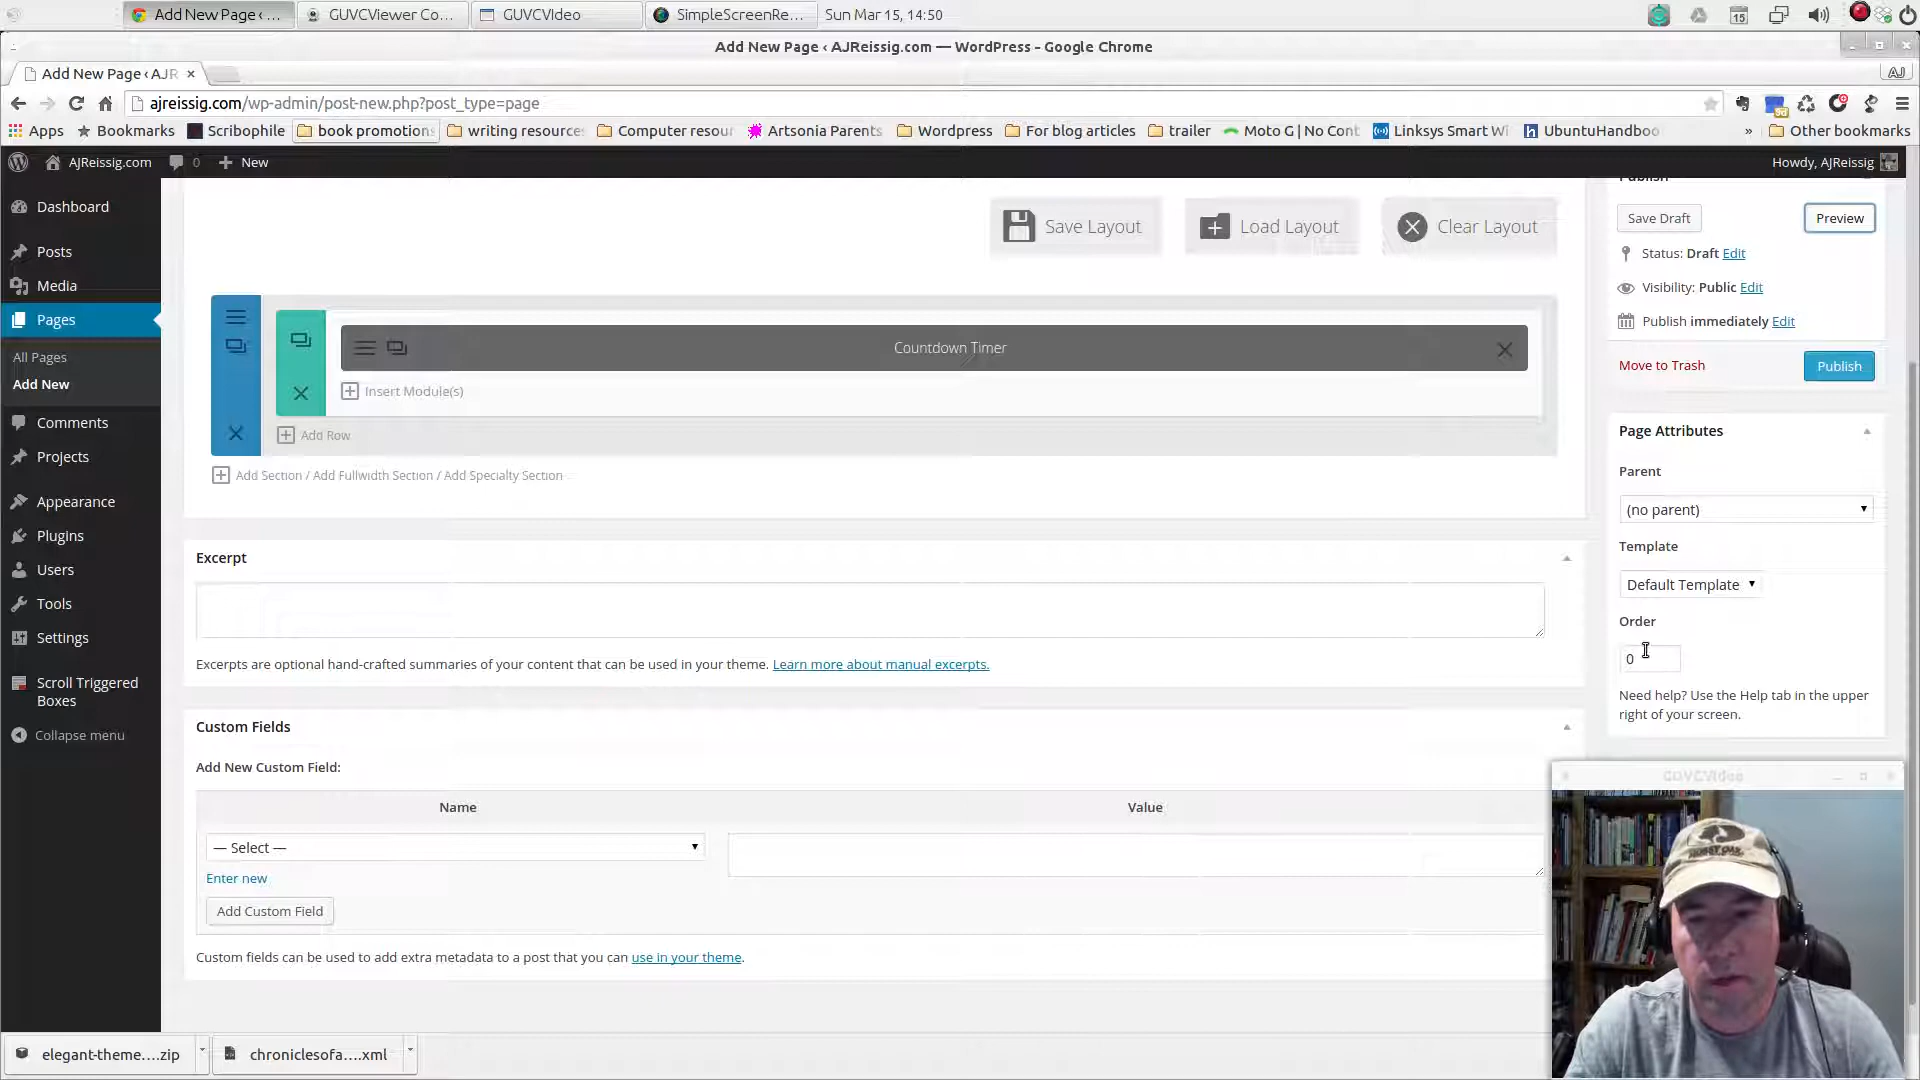 Add New Page ‹ ...
GUVCViewer Co...
GUVCVIdeo
SimpleScreenRe...
Sun Mar 15, 14:50
15
Add New Page ‹ AJReissig.com — WordPress - Google Chrome
Add New Page ‹ AJR
AJ
ajreissig.com/wp-admin/post-new.php?post_type=page
Apps
Bookmarks
Scribophile
book promotions
writing resource
Computer resou
Artsonia Parents
Wordpress
For blog articles
trailer
Moto G | No Cont
Linksys Smart Wi
UbuntuHandboo
»
Other bookmarks
AJReissig.com
0
New
Howdy, AJReissig
Dashboard
Posts
Media
Pages
All Pages
Add New
Comments
Projects
Appearance
Plugins
Users
Tools
Settings
Scroll Triggered
Boxes
Collapse menu
Save Layout
Load Layout
Clear Layout
Countdown Timer
Insert Module(s)
Add Row
Add Section / Add Fullwidth Section / Add Specialty Section
Excerpt
Excerpts are optional hand-crafted summaries of your content that can be used in your theme. Learn more about manual excerpts.
Custom Fields
Add New Custom Field:
Name
Value
— Select —
Enter new
Add Custom Field
Custom fields can be used to add extra metadata to a post that you can use in your theme.
Publish
Save Draft
Preview
Status: Draft Edit
Visibility: Public Edit
Publish immediately Edit
Move to Trash
Publish
Page Attributes
Parent
(no parent)
Template
Default Template
Order
0
Need help? Use the Help tab in the upper
right of your screen.
GUVCVideo
MOSSY OAK
elegant-theme....zip
chroniclesofa....xml